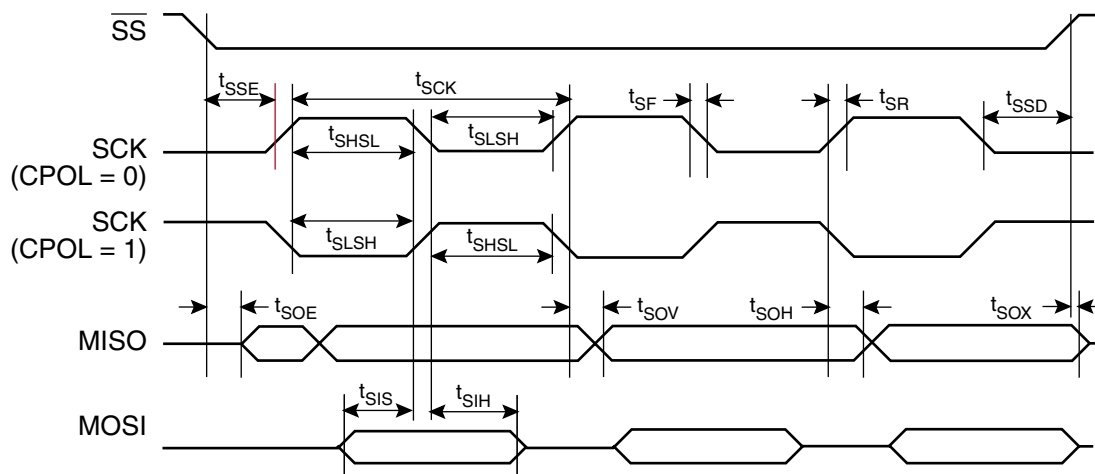 SS
tSSE
tSCK
tSF
tSR
tSSD
SCK
(CPOL = 0)
tSHSL
tSLSH
SCK
(CPOL = 1)
tSLSH
tSHSL
tSOE
tSOV
tSOH
tSOX
MISO
tSIS
tSIH
MOSI